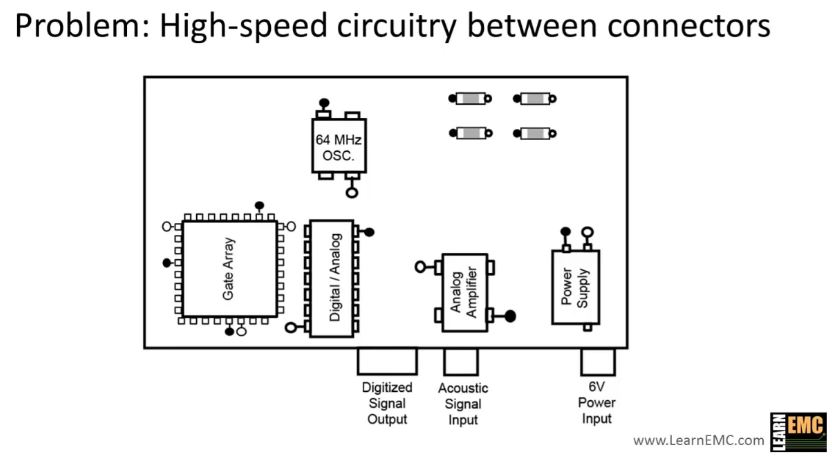 Problem: High-speed circuitry between connectors
64 MHz
OSC.
Gate Array
Digital / Analog
Analog
Amplifier
Power
Supply
Digitized
Signal
Output
Acoustic
Signal
Input
6V
Power
Input
www.LearnEMC.com
LEARN
EMC